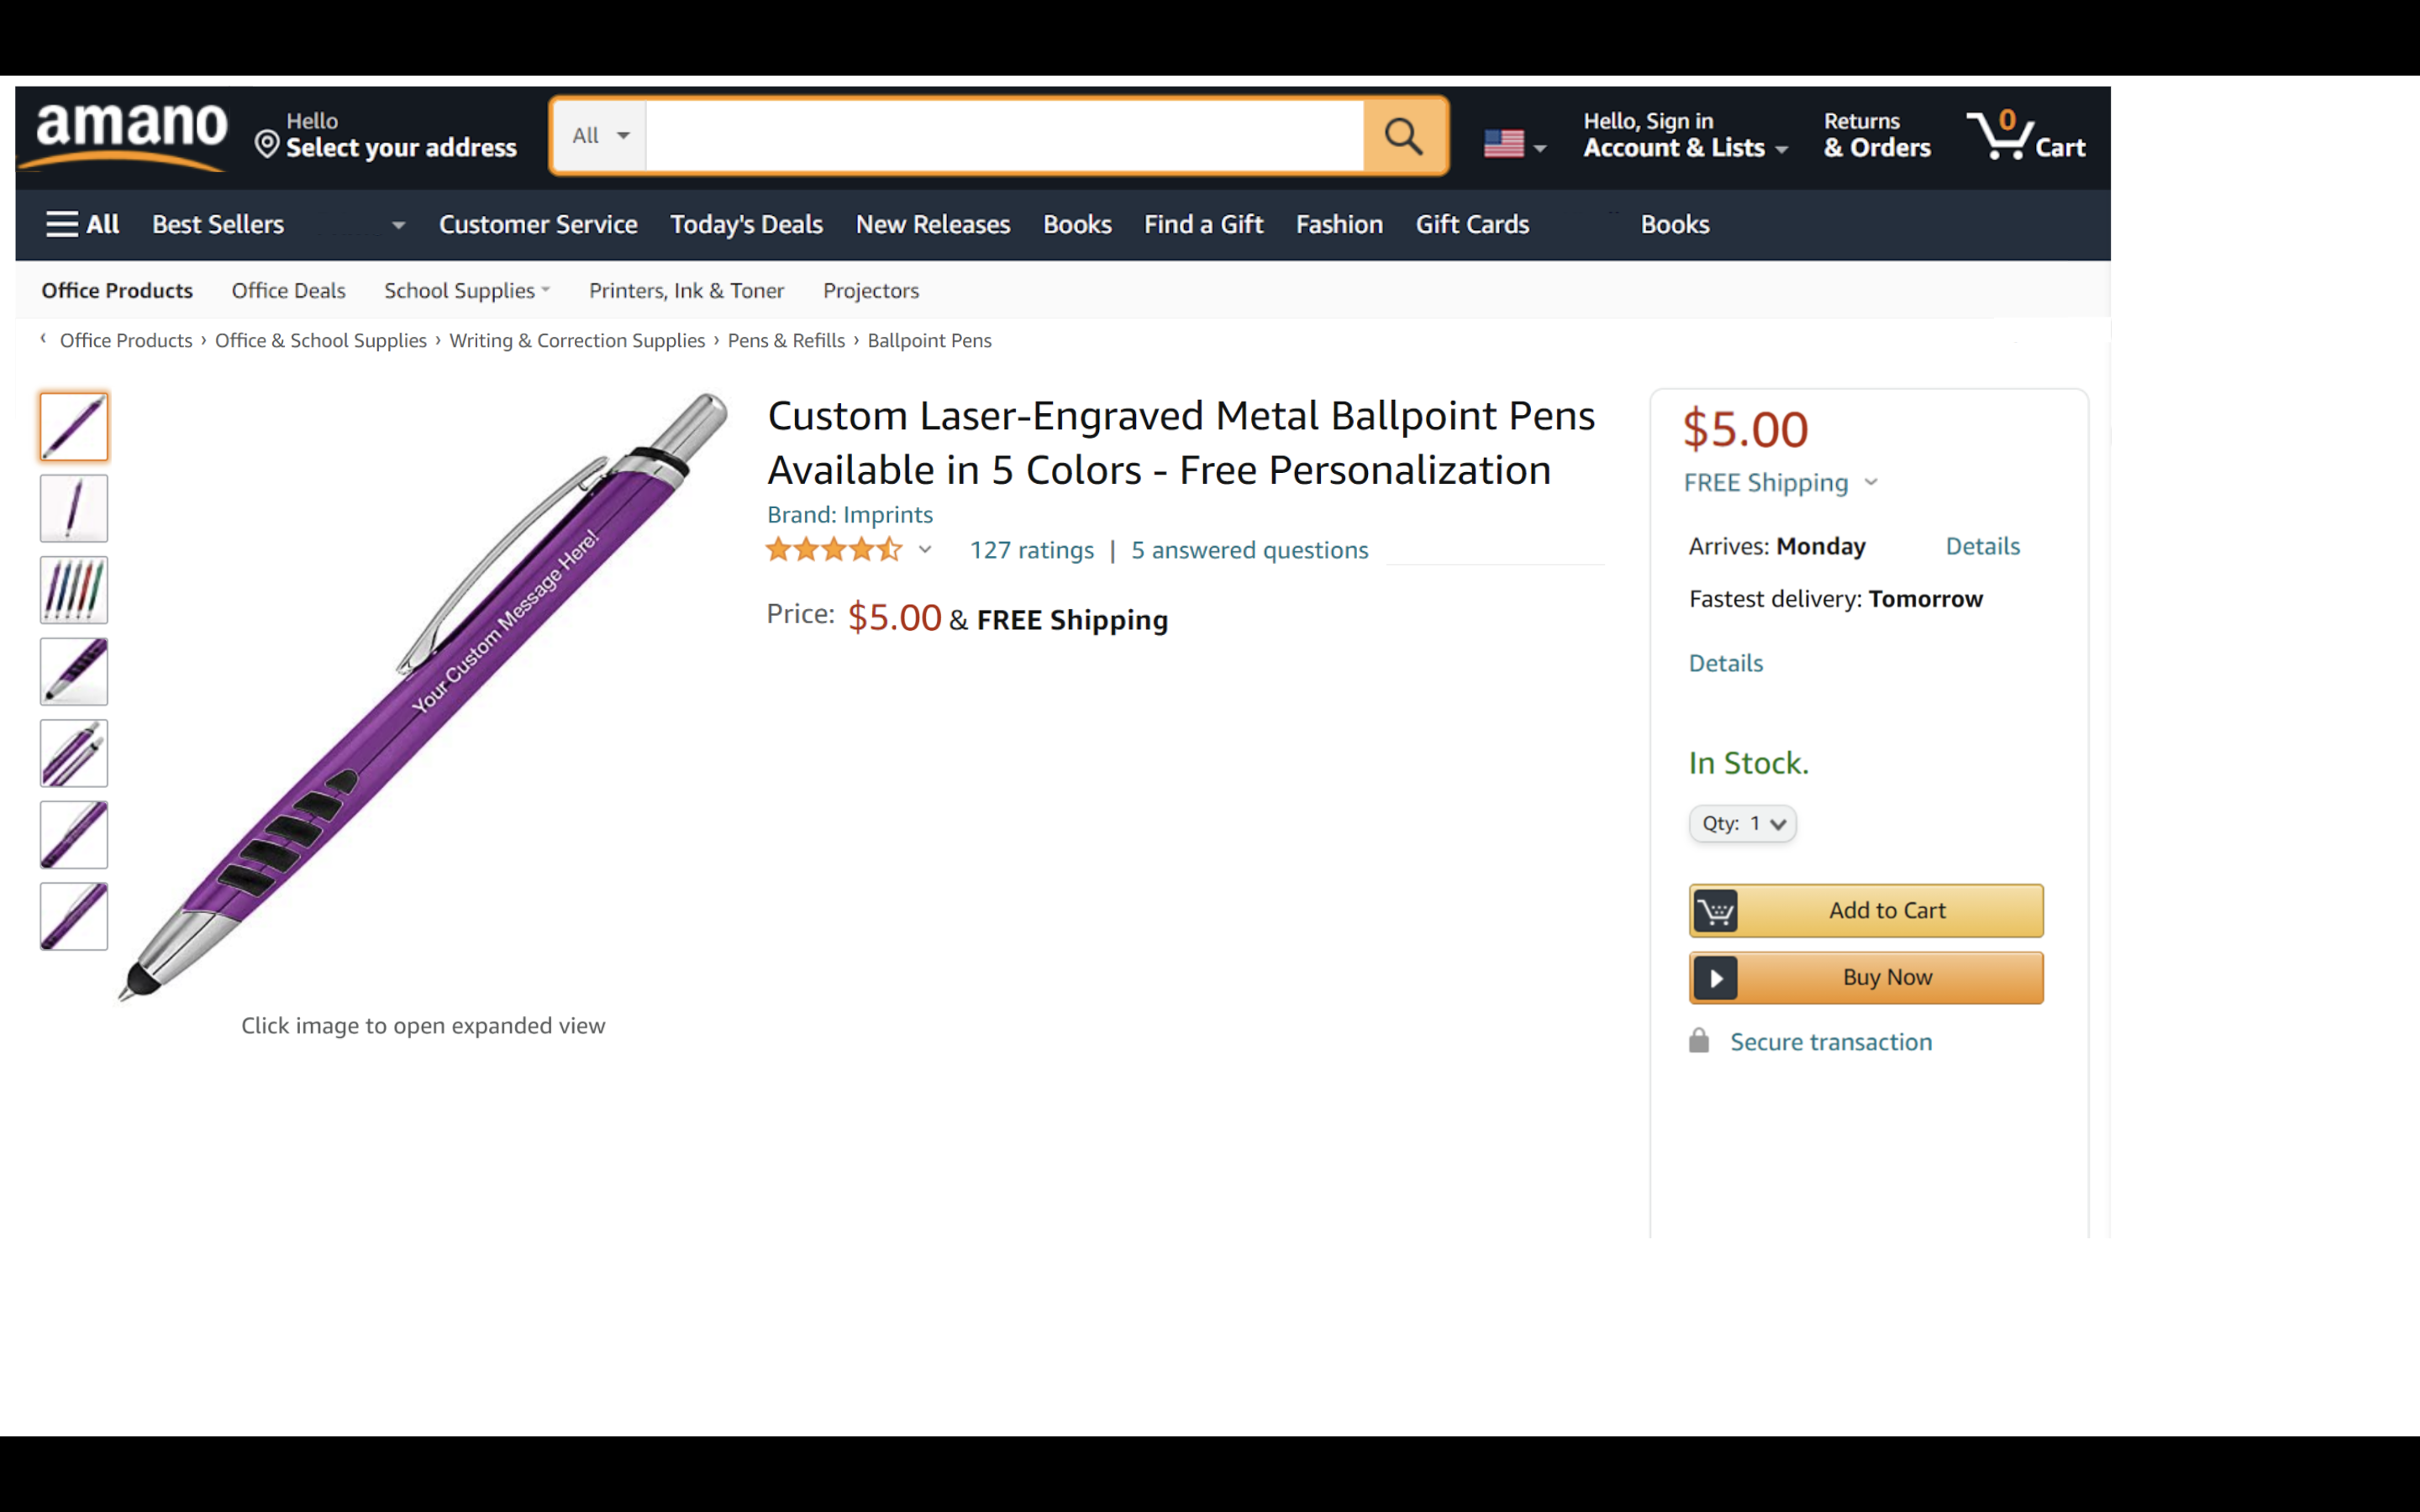 amano
Hello
Select your address
All
Hello, Sign in
Account & Lists
Returns
& Orders
0
Cart
All
Best Sellers
Customer Service
Today's Deals
New Releases
Books
Find a Gift
Fashion
Gift Cards
Books
Office Products
Office Deals
School Supplies
Printers, Ink & Toner
Projectors
‹ Office Products › Office & School Supplies › Writing & Correction Supplies › Pens & Refills › Ballpoint Pens
Your Custom Message Here!
Click image to open expanded view
Custom Laser-Engraved Metal Ballpoint Pens
Available in 5 Colors - Free Personalization
Brand: Imprints
127 ratings | 5 answered questions
Price: $5.00 & FREE Shipping
$5.00
FREE Shipping
Arrives: Monday
Details
Fastest delivery: Tomorrow
Details
In Stock.
Qty: 1
Add to Cart
Buy Now
Secure transaction